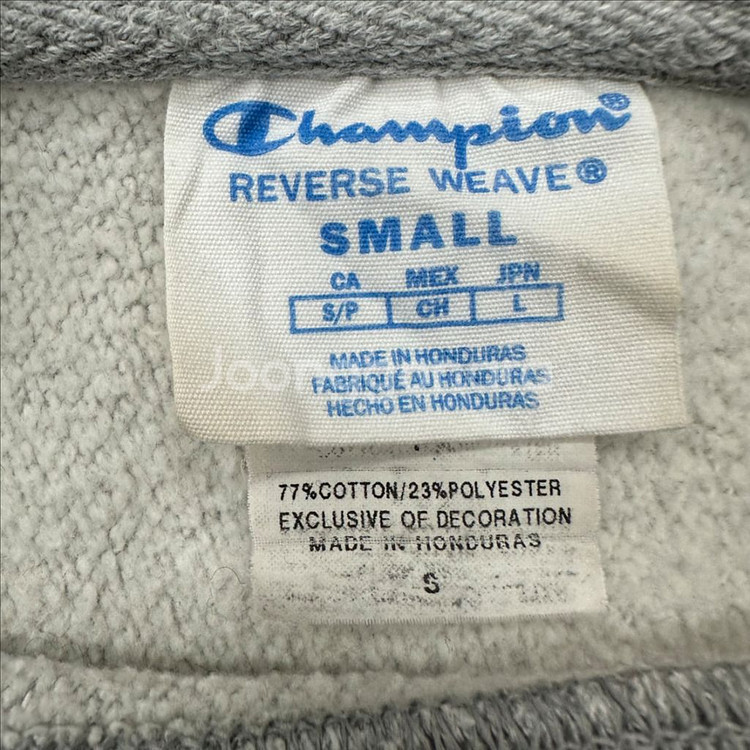 Champion®
REVERSE WEAVE®
SMALL
CA MEX JPN
S/P CH L
MADE IN HONDURAS
FABRIQUÉ AU HONDURAS
HECHO EN HONDURAS
77%COTTON/23%POLYESTER
EXCLUSIVE OF DECORATION
MADE IN HONDURAS
S